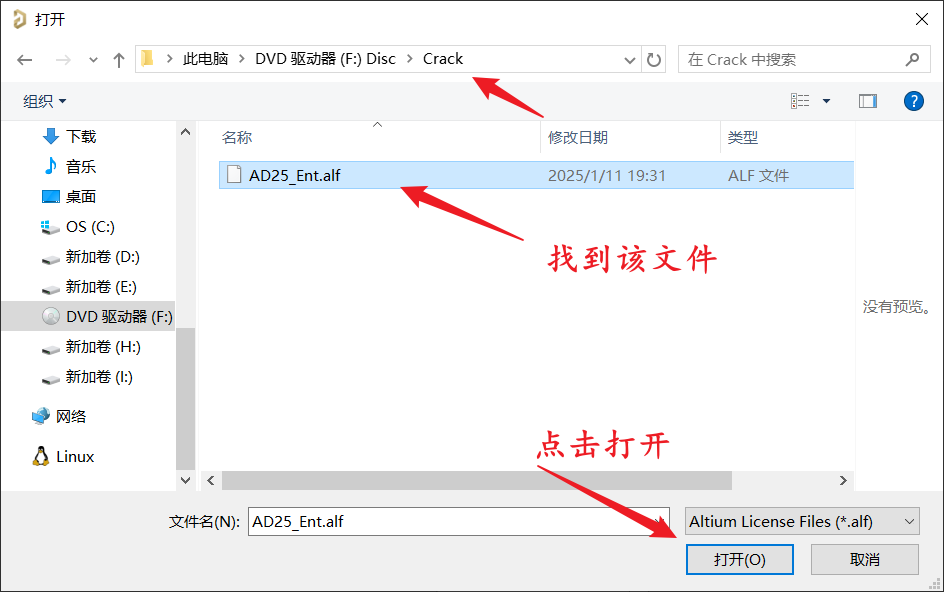 打开
此电脑 > DVD 驱动器 (F:) Disc > Crack
在 Crack 中搜索
组织
?
名称 修改日期 类型
下载
音乐
桌面
OS (C:)
新加卷 (D:)
新加卷 (E:)
DVD 驱动器 (F:)
新加卷 (H:)
新加卷 (I:)
网络
Linux
AD25_Ent.alf 2025/1/11 19:31 ALF 文件
找到该文件
没有预览。
点击打开
文件名(N): AD25_Ent.alf Altium License Files (*.alf)
打开(O) 取消